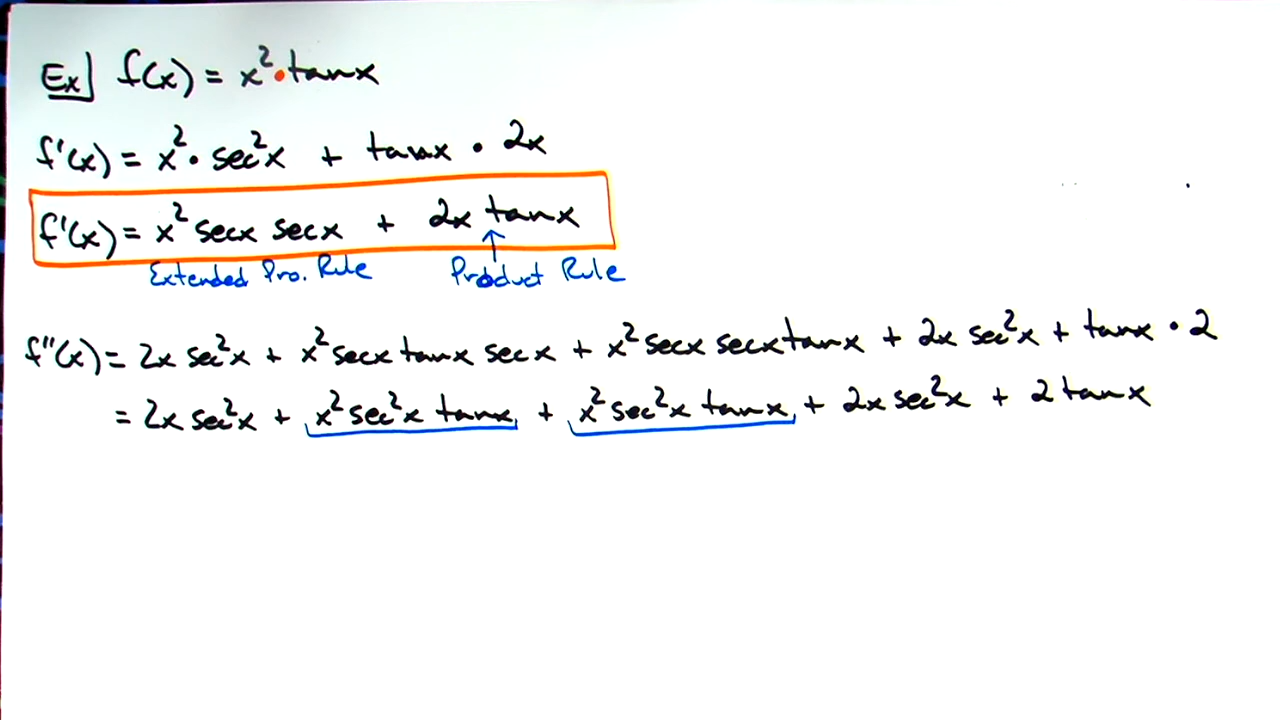 Ex] f(x) = x²·tanx
f'(x) = x²· sec²x + tanx · 2x
f'(x) = x² secx secx + 2x tanx
Extended Pro. Rule Product Rule
f''(x) = 2x sec²x + x² secx tanx secx + x² secx secxtanx + 2x sec²x + tanx · 2
= 2x sec²x + x² sec²x tanx + x² sec²x tanx + 2x sec²x + 2 tanx